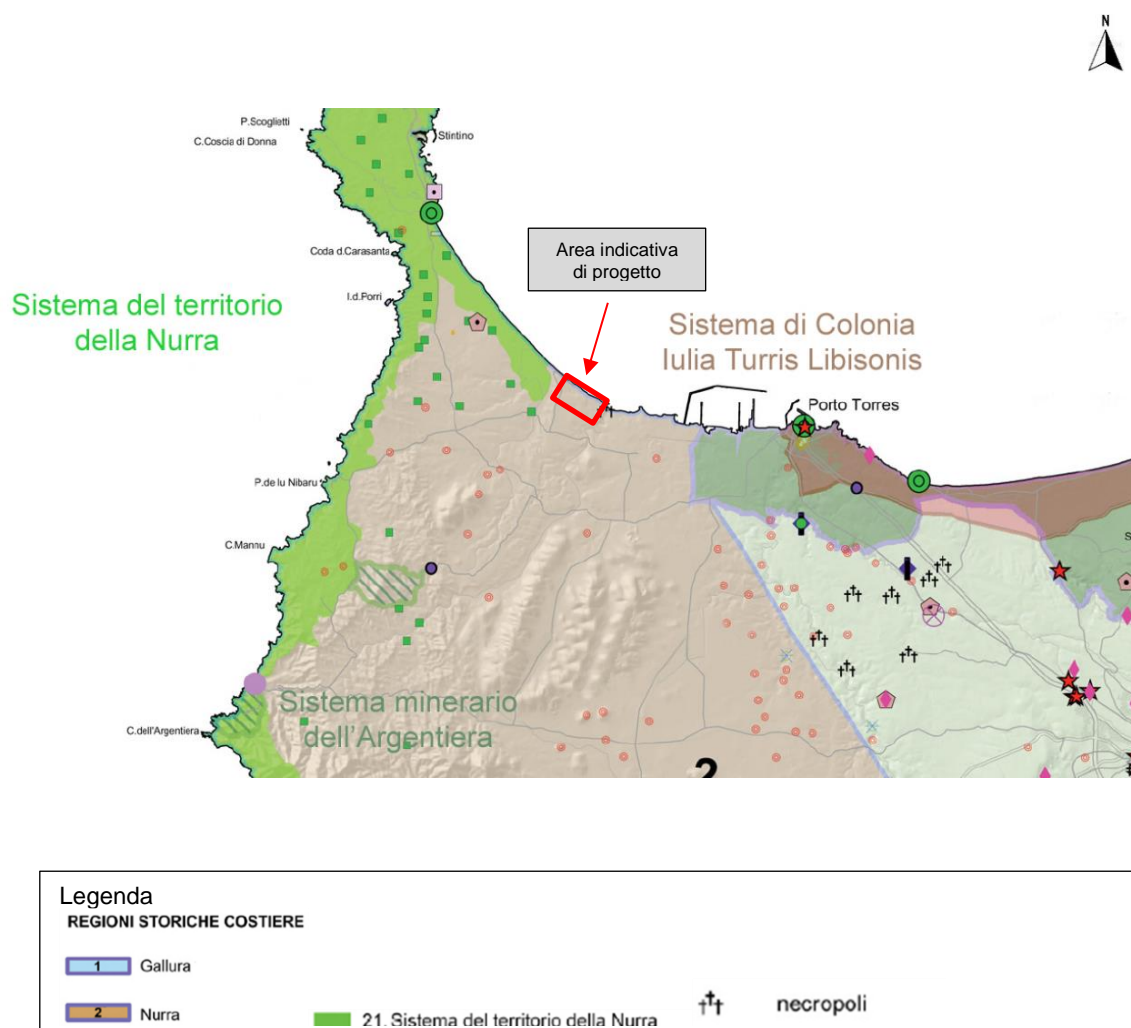 N
P.Scoglietti
C.Coscia di Donna
Stintino
Coda d.Carasanta
I.d.Porri
Area indicativa
di progetto
Sistema del territorio
della Nurra
Sistema di Colonia
Iulia Turris Libisonis
Porto Torres
P.de lu Nibaru
C.Mannu
S
Sistema minerario
dell'Argentiera
C.dell'Argentiera
2
Legenda
REGIONI STORICHE COSTIERE
1 Gallura
2 Nurra
21. Sistema del territorio della Nurra
necropoli